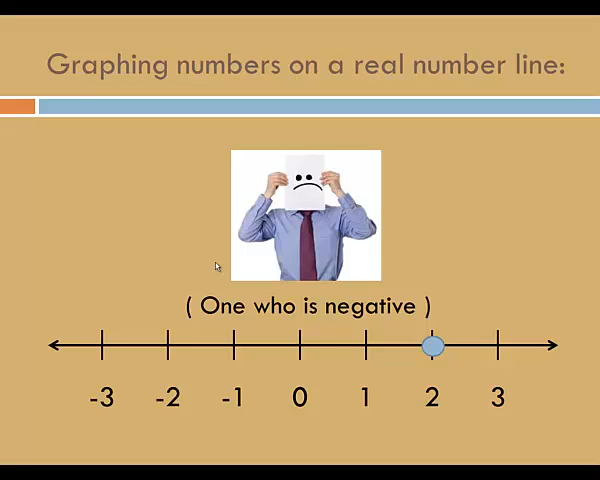 Graphing numbers on a real number line:
( One who is negative )
-3 -2 -1 0 1 2 3